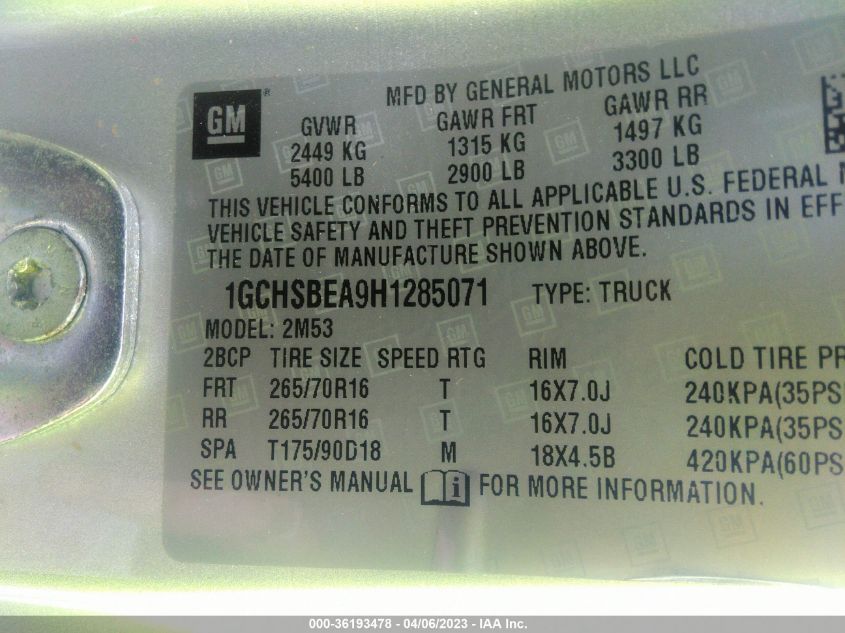 GM ® MFD BY GENERAL MOTORS LLC
GVWR GAWR FRT GAWR RR
2449 KG 1315 KG 1497 KG
5400 LB 2900 LB 3300 LB
THIS VEHICLE CONFORMS TO ALL APPLICABLE U.S. FEDERAL
VEHICLE SAFETY AND THEFT PREVENTION STANDARDS IN EFF
THE DATE OF MANUFACTURE SHOWN ABOVE.
1GCHSBEA9H1285071 TYPE: TRUCK
MODEL: 2M53
2BCP TIRE SIZE SPEED RTG RIM COLD TIRE PR
FRT 265/70R16 T 16X7.0J 240KPA(35PS
RR 265/70R16 T 16X7.0J 240KPA(35PS
SPA T175/90D18 M 18X4.5B 420KPA(60PS
SEE OWNER'S MANUAL i FOR MORE INFORMATION.
000-36193478 - 04/06/2023 - IAA Inc.